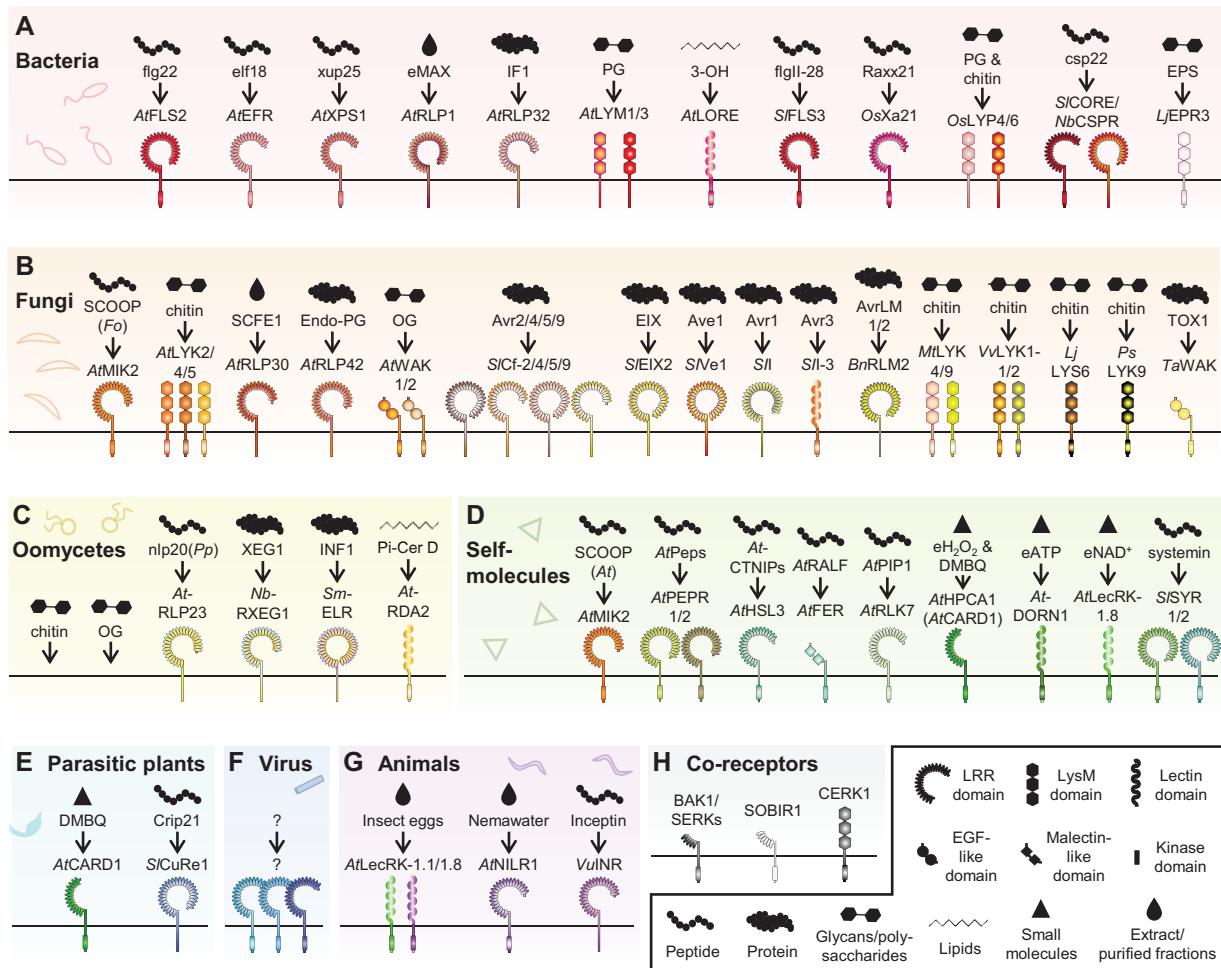 A
Bacteria
flg22
AtFLS2
elf18
AtEFR
xup25
AtXPS1
eMAX
AtRLP1
IF1
AtRLP32
PG
AtLYM1/3
3-OH
AtLORE
flgII-28
SlFLS3
Raxx21
OsXa21
PG &
chitin
OsLYP4/6
csp22
SlCORE/
NbCSPR
EPS
LjEPR3
B
Fungi
SCOOP
(Fo)
AtMIK2
chitin
AtLYK2/
4/5
SCFE1
AtRLP30
Endo-PG
AtRLP42
OG
AtWAK
1/2
Avr2/4/5/9
SlCf-2/4/5/9
EIX
SlEIX2
Ave1
SlVe1
Avr1
SlI
Avr3
SlI-3
AvrLM
1/2
BnRLM2
chitin
MtLYK
4/9
chitin
VvLYK1-
1/2
chitin
Lj
LYS6
chitin
Ps
LYK9
TOX1
TaWAK
C
Oomycetes
chitin
OG
nlp20(Pp)
At-
RLP23
XEG1
Nb-
RXEG1
INF1
Sm-
ELR
Pi-Cer D
At-
RDA2
D
Self-
molecules
SCOOP
(At)
AtMIK2
AtPeps
AtPEPR
1/2
At-
CTNIPs
AtHSL3
AtRALF
AtFER
AtPIP1
AtRLK7
eH₂O₂ &
DMBQ
AtHPCA1
(AtCARD1)
eATP
At-
DORN1
eNAD⁺
AtLecRK-
1.8
systemin
SlSYR
1/2
E Parasitic plants
DMBQ
AtCARD1
Crip21
SlCuRe1
F Virus
?
?
G Animals
Insect eggs
AtLecRK-1.1/1.8
Nemawater
AtNILR1
Inceptin
VuINR
H Co-receptors
BAK1/
SERKs
SOBIR1
CERK1
LRR
domain
LysM
domain
Lectin
domain
EGF-
like
domain
Malectin-
like
domain
Kinase
domain
Peptide
Protein
Glycans/poly-
saccharides
Lipids
Small
molecules
Extract/
purified fractions